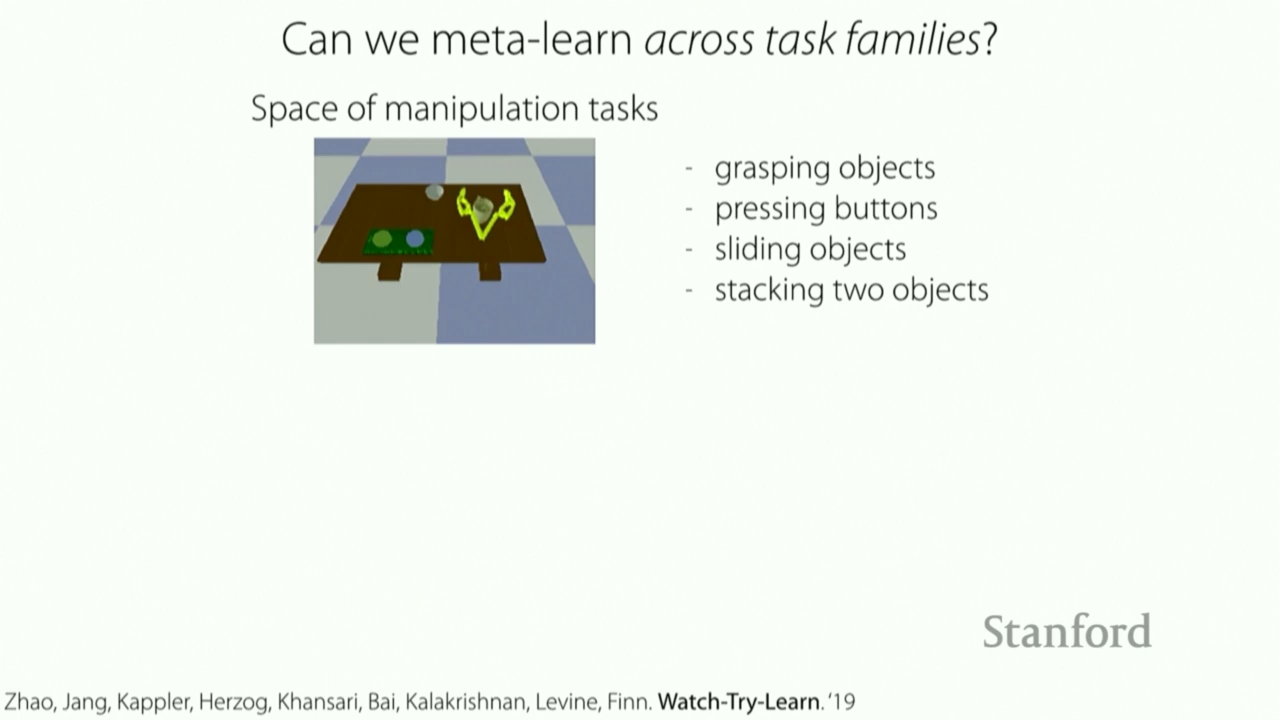 Can we meta-learn across task families?
Space of manipulation tasks
- grasping objects
- pressing buttons
- sliding objects
- stacking two objects
Stanford
Zhao, Jang, Kappler, Herzog, Khansari, Bai, Kalakrishnan, Levine, Finn. Watch-Try-Learn. ‘19